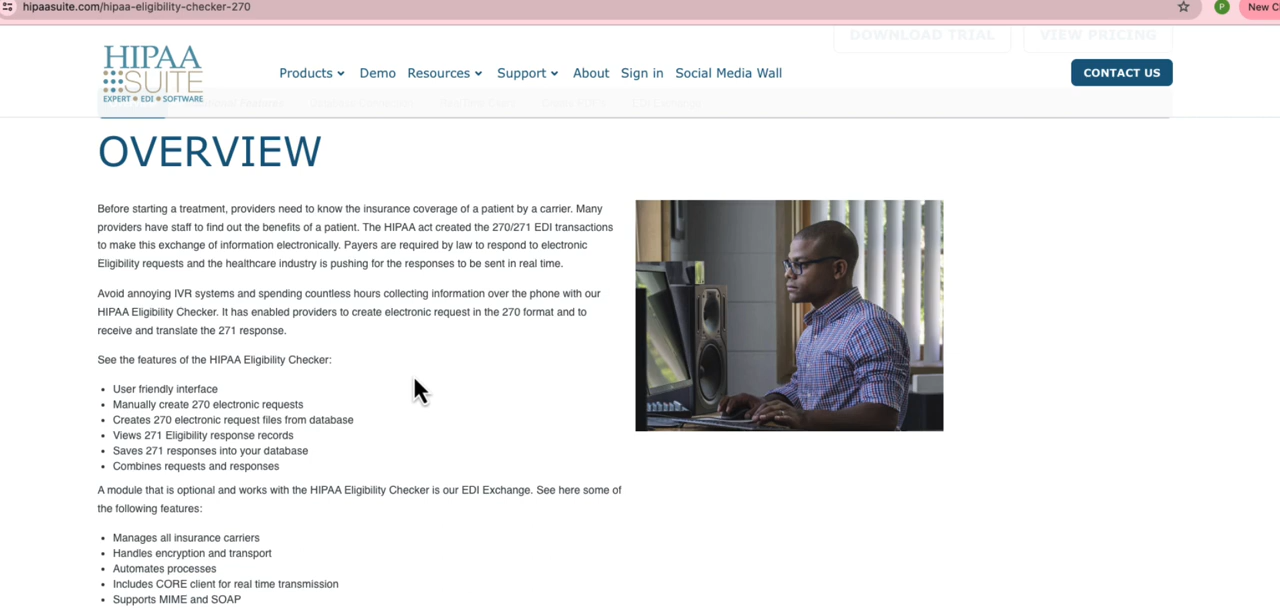 hipaasuite.com/hipaa-eligibility-checker-270
P
New C
DOWNLOAD TRIAL
VIEW PRICING
HIPAA
SUITE
EXPERT • EDI • SOFTWARE
Products
Demo
Resources
Support
About
Sign in
Social Media Wall
CONTACT US
OVERVIEW
Before starting a treatment, providers need to know the insurance coverage of a patient by a carrier. Many
providers have staff to find out the benefits of a patient. The HIPAA act created the 270/271 EDI transactions
to make this exchange of information electronically. Payers are required by law to respond to electronic
Eligibility requests and the healthcare industry is pushing for the responses to be sent in real time.
Avoid annoying IVR systems and spending countless hours collecting information over the phone with our
HIPAA Eligibility Checker. It has enabled providers to create electronic request in the 270 format and to
receive and translate the 271 response.
See the features of the HIPAA Eligibility Checker:
• User friendly interface
• Manually create 270 electronic requests
• Creates 270 electronic request files from database
• Views 271 Eligibility response records
• Saves 271 responses into your database
• Combines requests and responses
A module that is optional and works with the HIPAA Eligibility Checker is our EDI Exchange. See here some of
the following features:
• Manages all insurance carriers
• Handles encryption and transport
• Automates processes
• Includes CORE client for real time transmission
• Supports MIME and SOAP